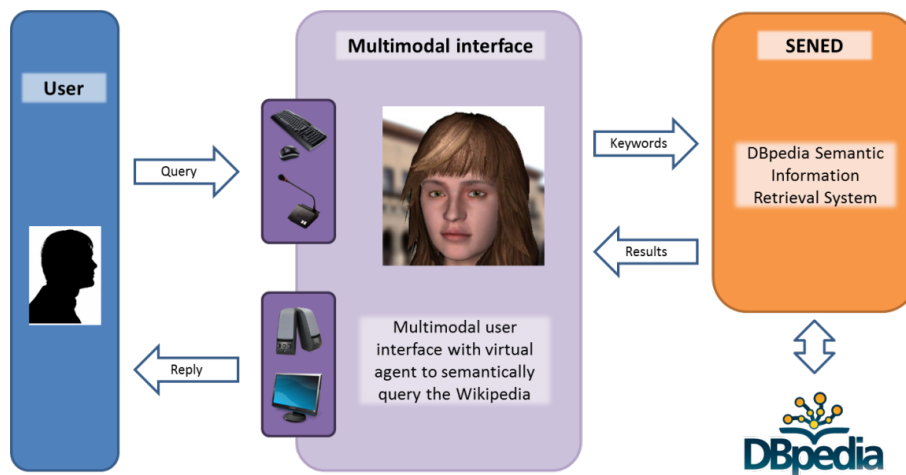 User
Query
Reply
Multimodal interface
Multimodal user
interface with virtual
agent to semantically
query the Wikipedia
Keywords
Results
SENED
DBpedia Semantic
Information
Retrieval System
DBpedia